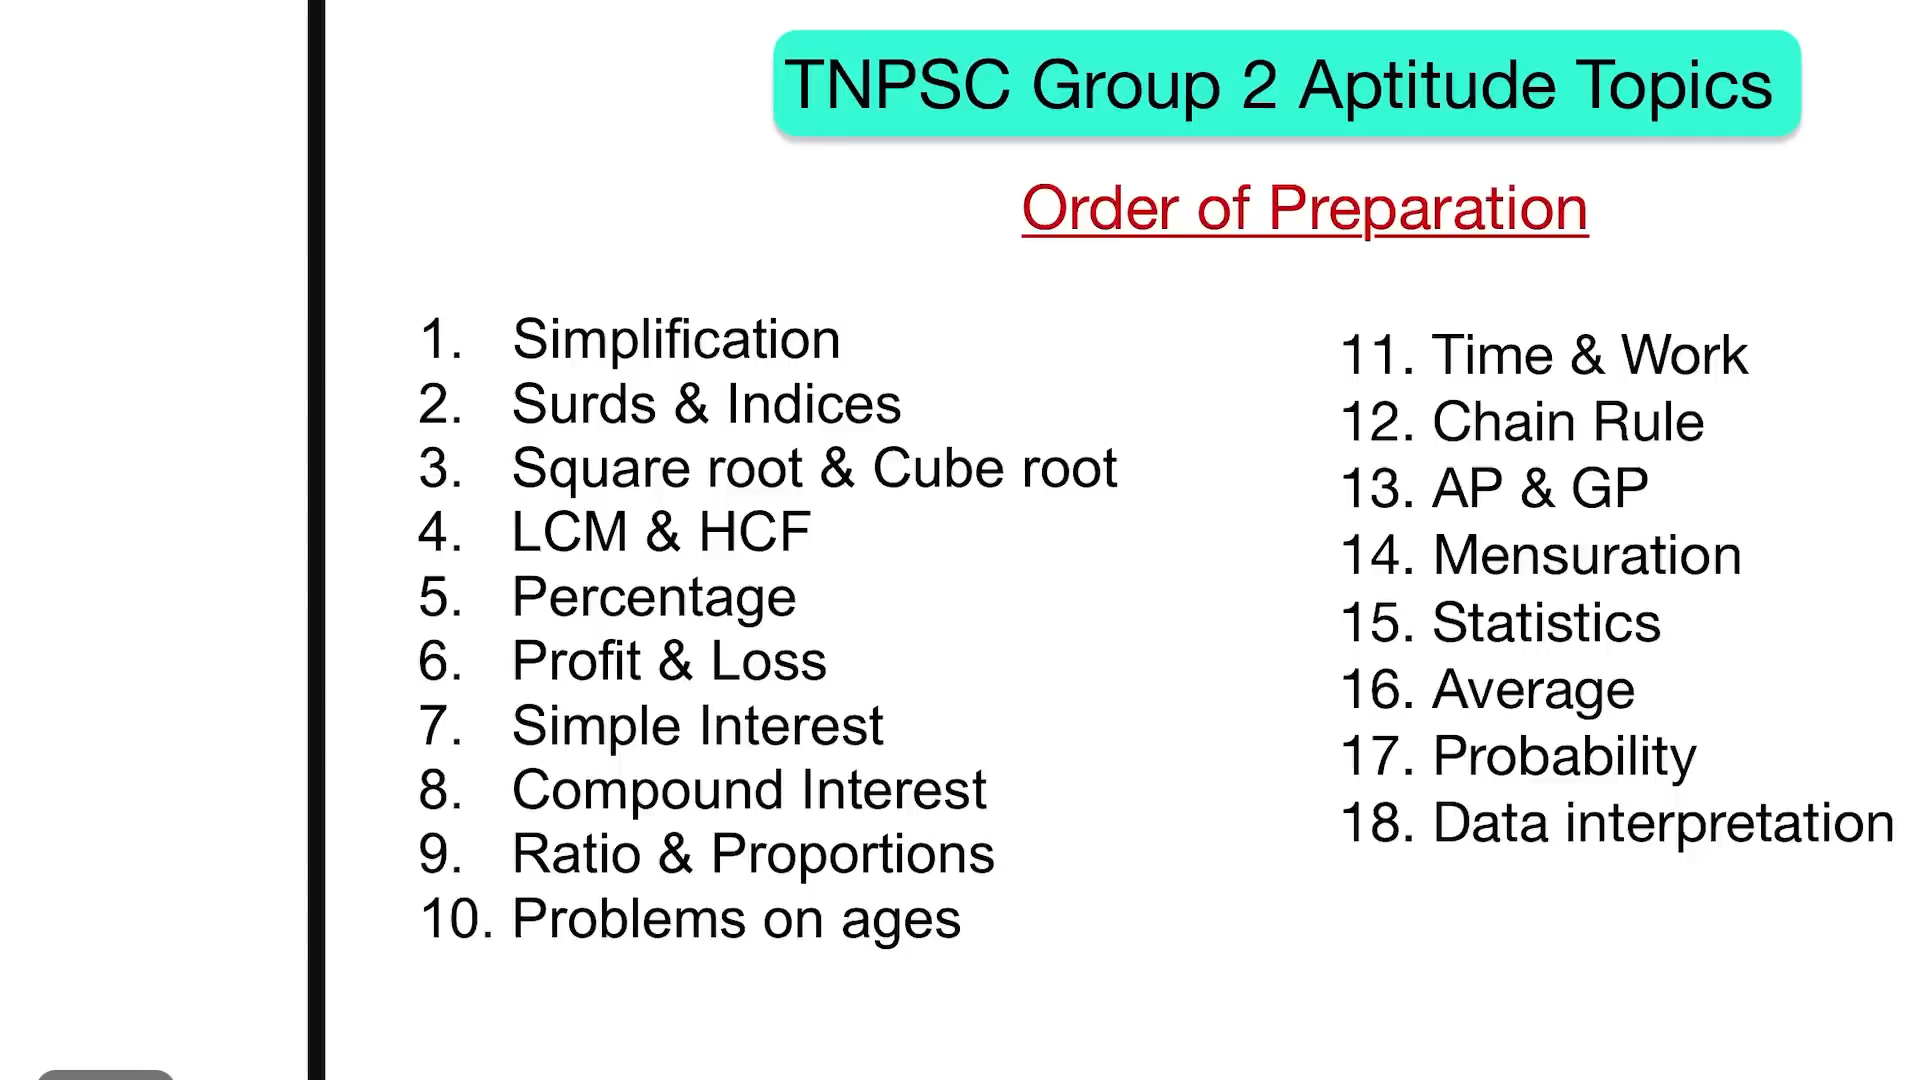 TNPSC Group 2 Aptitude Topics
Order of Preparation
1. Simplification
2. Surds & Indices
3. Square root & Cube root
4. LCM & HCF
5. Percentage
6. Profit & Loss
7. Simple Interest
8. Compound Interest
9. Ratio & Proportions
10. Problems on ages
11. Time & Work
12. Chain Rule
13. AP & GP
14. Mensuration
15. Statistics
16. Average
17. Probability
18. Data interpretation